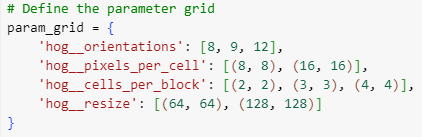 # Define the parameter grid
param_grid = {
    'hog__orientations': [8, 9, 12],
    'hog__pixels_per_cell': [(8, 8), (16, 16)],
    'hog__cells_per_block': [(2, 2), (3, 3), (4, 4)],
    'hog__resize': [(64, 64), (128, 128)]
}